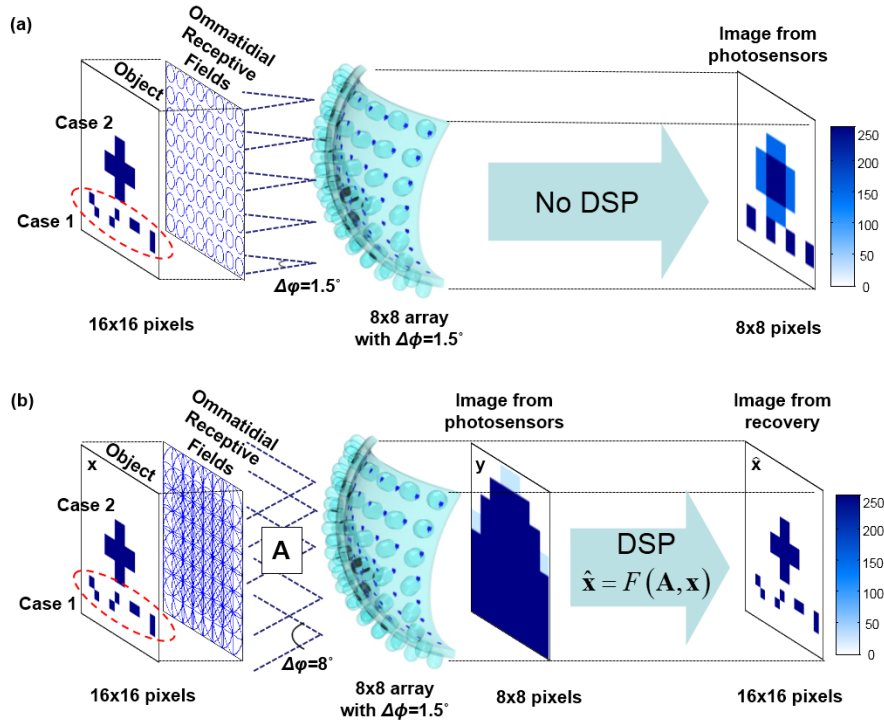 (a)
Ommatidial
Receptive
Fields
Object
Case 2
Case 1
Δφ=1.5°
16x16 pixels
8x8 array
with Δϕ=1.5°
No DSP
Image from
photosensors
250
200
150
100
50
0
8x8 pixels
(b)
Ommatidial
Receptive
Fields
x
Object
Case 2
Case 1
A
Δφ=8°
16x16 pixels
8x8 array
with Δϕ=1.5°
Image from
photosensors
y
8x8 pixels
DSP
x̂ = F(A,x)
Image from
recovery
x̂
250
200
150
100
50
0
16x16 pixels